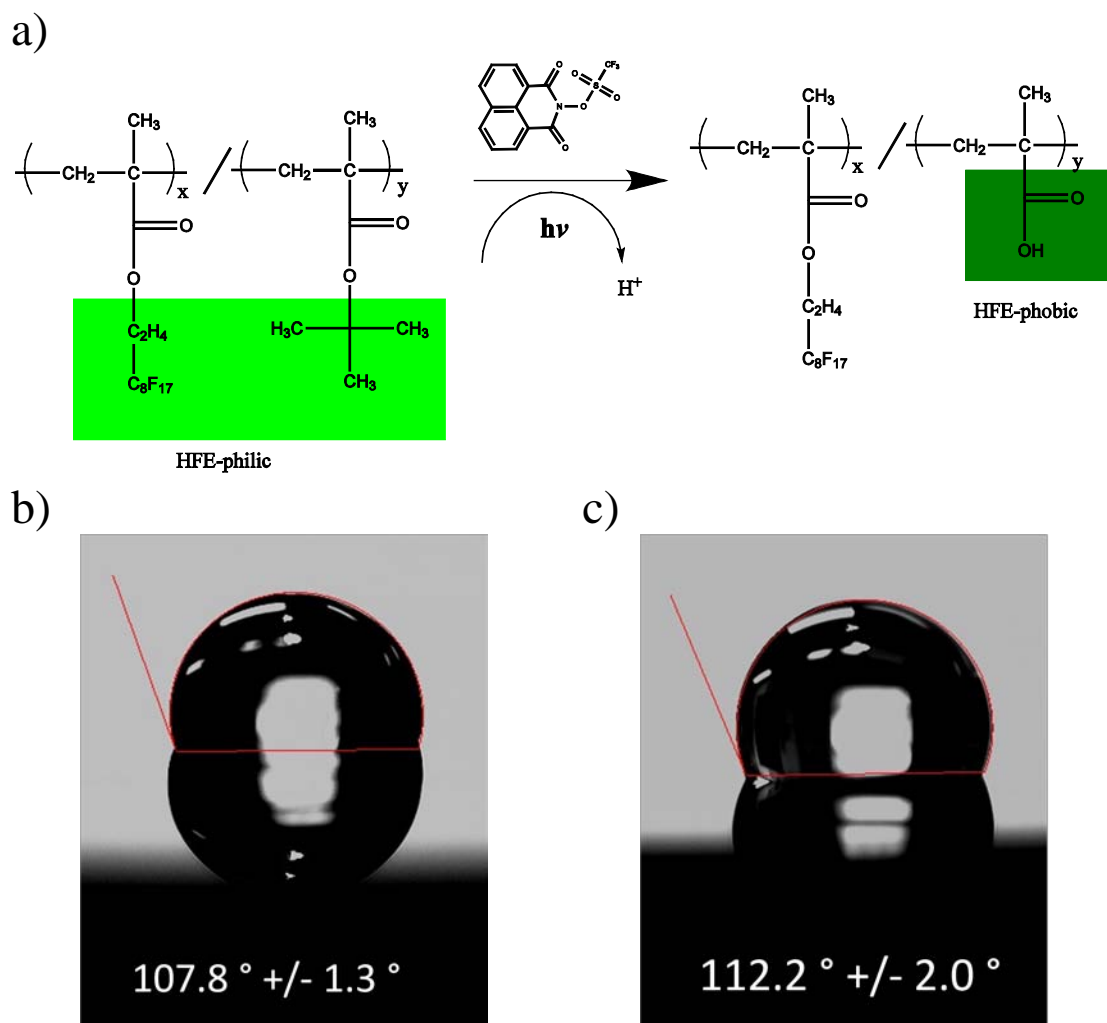 a)
CH3
CH2
C
x
O
O
C2H4
C8F17
CH3
CH2
C
y
O
O
H3C
CH3
CH3
HFE-philic
O
N
O
O
S
O
O
CF3
hν
H+
CH3
CH2
C
x
O
O
C2H4
C8F17
CH3
CH2
C
y
C
O
OH
HFE-phobic
b)
c)
107.8 ° +/- 1.3 °
112.2 ° +/- 2.0 °